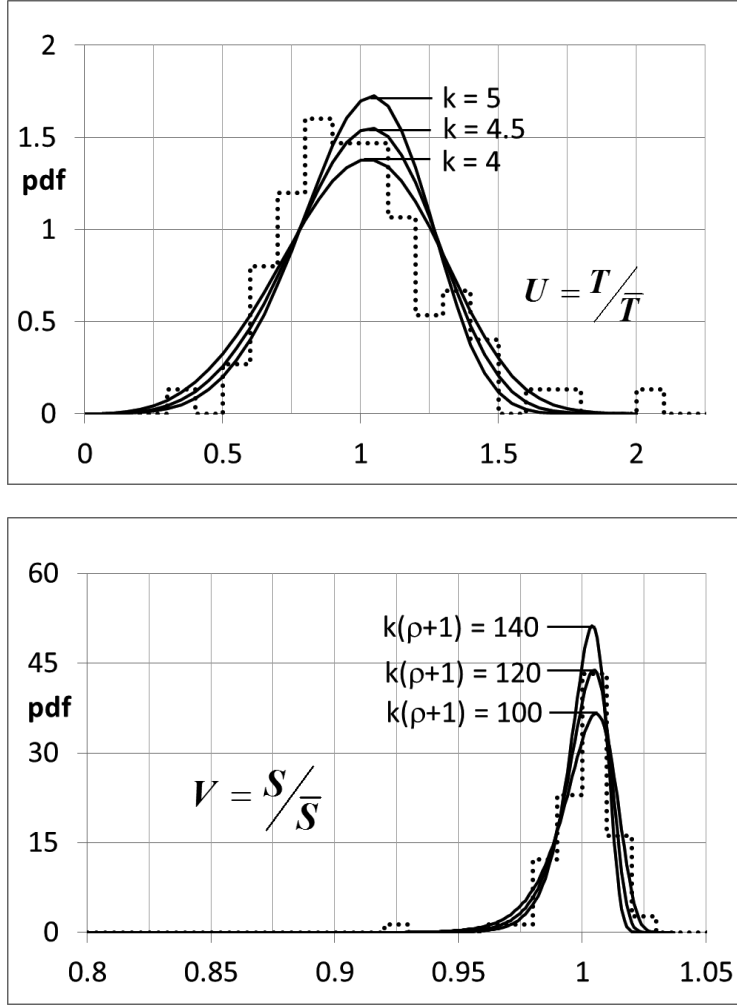 2
k = 5
1.5
k = 4.5
k = 4
pdf
1
U = T/T̅
0.5
0
0 0.5 1 1.5 2
60
k(ρ+1) = 140
45
k(ρ+1) = 120
pdf
k(ρ+1) = 100
30
V = S/S̅
15
0
0.8 0.85 0.9 0.95 1 1.05